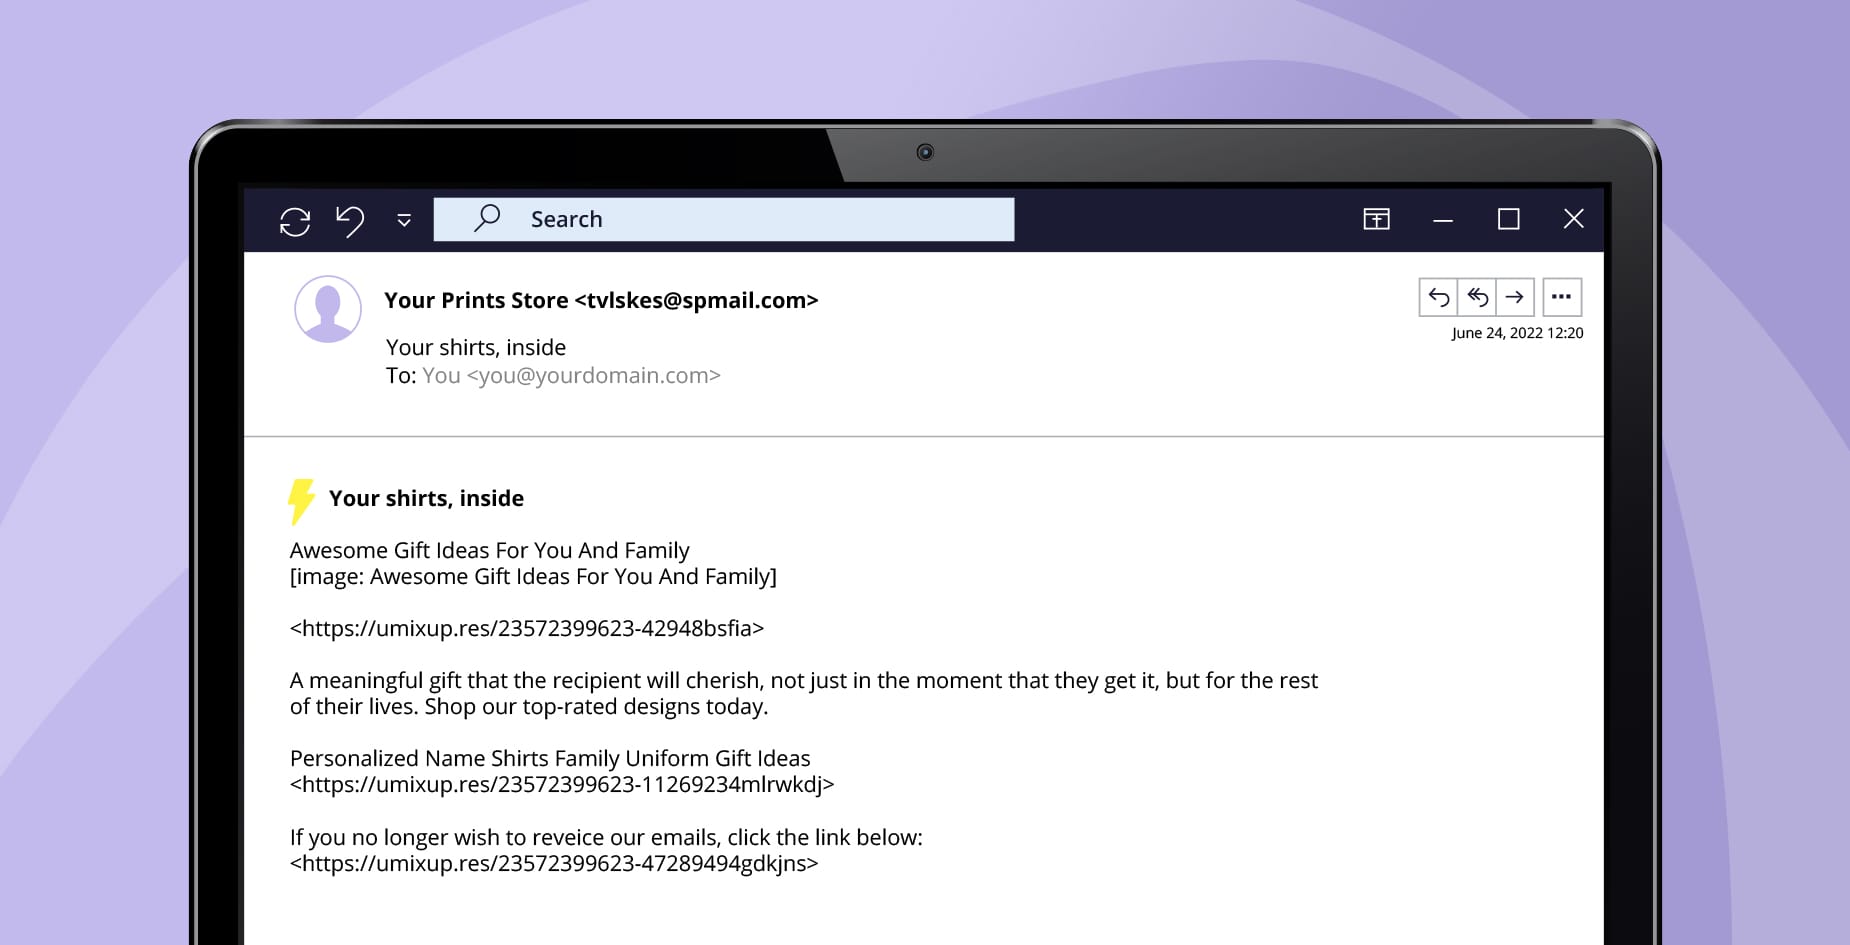 Search
Your Prints Store <tvlskes@spmail.com>
Your shirts, inside
To: You <you@yourdomain.com>
June 24, 2022 12:20
Your shirts, inside
Awesome Gift Ideas For You And Family
[image: Awesome Gift Ideas For You And Family]
<https://umixup.res/23572399623-42948bsfia>
A meaningful gift that the recipient will cherish, not just in the moment that they get it, but for the rest
of their lives. Shop our top-rated designs today.
Personalized Name Shirts Family Uniform Gift Ideas
<https://umixup.res/23572399623-11269234mlrwkdj>
If you no longer wish to reveice our emails, click the link below:
<https://umixup.res/23572399623-47289494gdkjns>